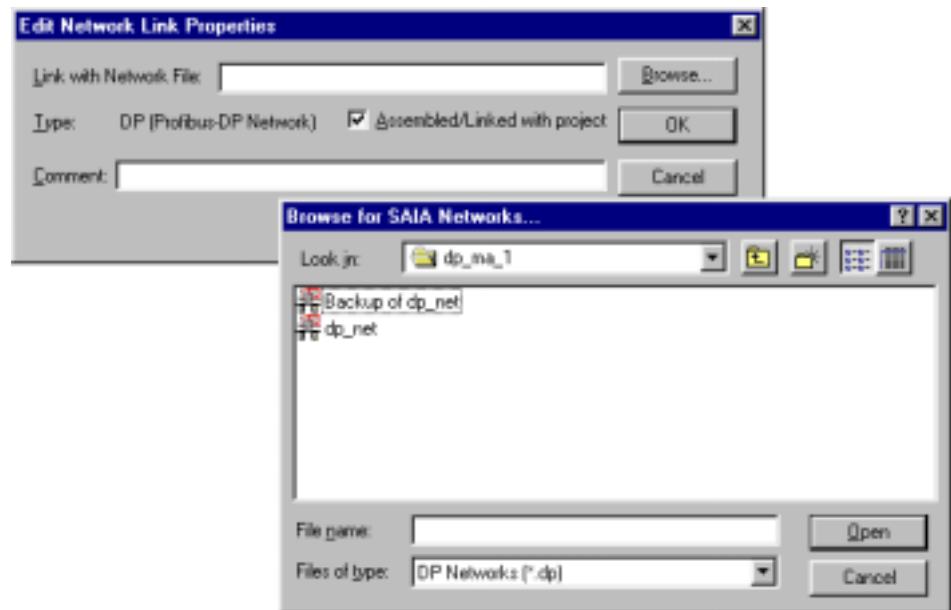 Edit Network Link Properties
Link with Network File: Browse...
Type: DP (Profibus-DP Network) Assembled/Linked with project OK
Comment: Cancel
Browse for SAIA Networks...
Look in: dp_ma_1
Backup of dp_net
dp_net
File name: Open
Files of type: DP Networks (*.dp) Cancel